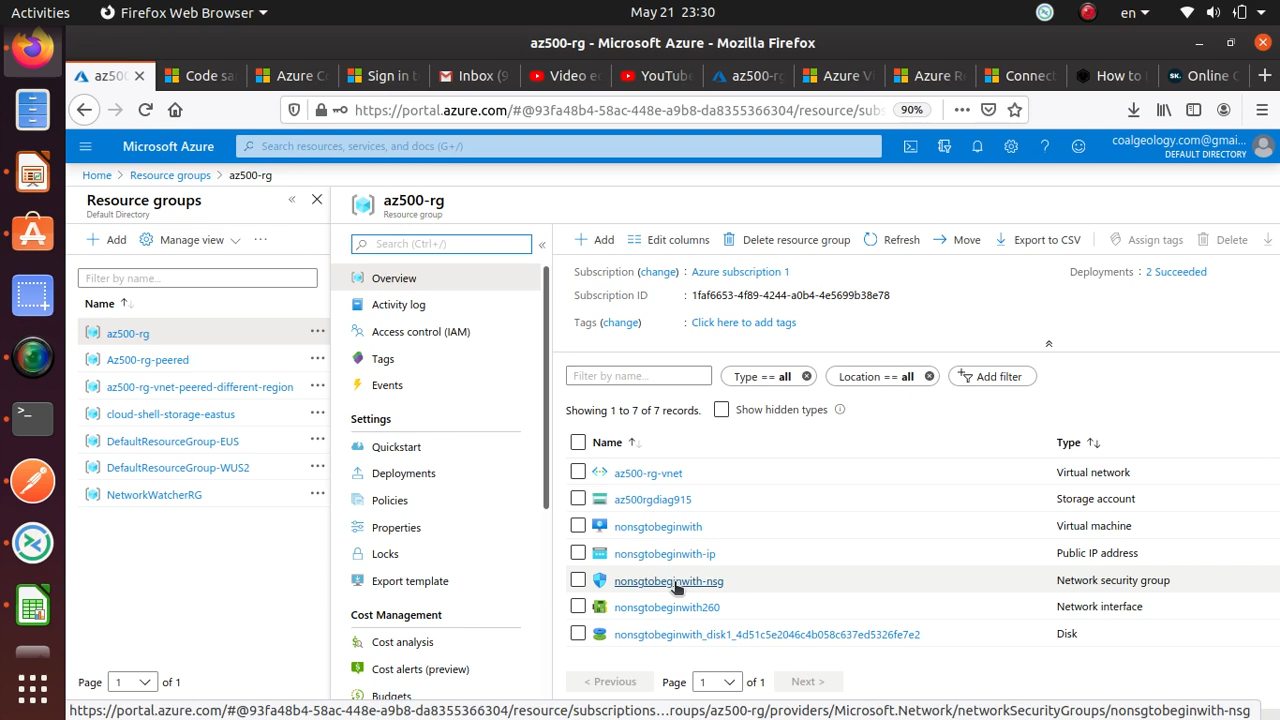 Activities
Firefox Web Browser
May 21 23:30
en
az500-rg - Microsoft Azure - Mozilla Firefox
az500
Code sa
Azure C
Sign in t
Inbox (9
Video e
YouTube
az500-rg
Azure V
Azure R
Connect
How to
Online C
https://portal.azure.com/#@93fa48b4-58ac-448e-a9b8-da8355366304/resource/subs
90%
Microsoft Azure
Search resources, services, and docs (G+/)
coalgeology.com@gmai...
DEFAULT DIRECTORY
Home
Resource groups
az500-rg
Resource groups
Default Directory
Add
Manage view
Filter by name...
Name
az500-rg
Az500-rg-peered
az500-rg-vnet-peered-different-region
cloud-shell-storage-eastus
DefaultResourceGroup-EUS
DefaultResourceGroup-WUS2
NetworkWatcherRG
Page 1 of 1
az500-rg
Resource group
Search (Ctrl+/)
Overview
Activity log
Access control (IAM)
Tags
Events
Settings
Quickstart
Deployments
Policies
Properties
Locks
Export template
Cost Management
Cost analysis
Cost alerts (preview)
Budgets
Add
Edit columns
Delete resource group
Refresh
Move
Export to CSV
Assign tags
Delete
Subscription (change) : Azure subscription 1
Deployments : 2 Succeeded
Subscription ID : 1faf6653-4f89-4244-a0b4-4e5699b38e78
Tags (change) : Click here to add tags
Filter by name...
Type == all
Location == all
Add filter
Showing 1 to 7 of 7 records.
Show hidden types
Name
Type
az500-rg-vnet Virtual network
az500rgdiag915 Storage account
nonsgtobeginwith Virtual machine
nonsgtobeginwith-ip Public IP address
nonsgtobeginwith-nsg Network security group
nonsgtobeginwith260 Network interface
nonsgtobeginwith_disk1_4d51c5e2046c4b058c637ed5326fe7e2 Disk
< Previous Page 1 of 1 Next >
https://portal.azure.com/#@93fa48b4-58ac-448e-a9b8-da8355366304/resource/subscriptions...roups/az500-rg/providers/Microsoft.Network/networkSecurityGroups/nonsgtobeginwith-nsg